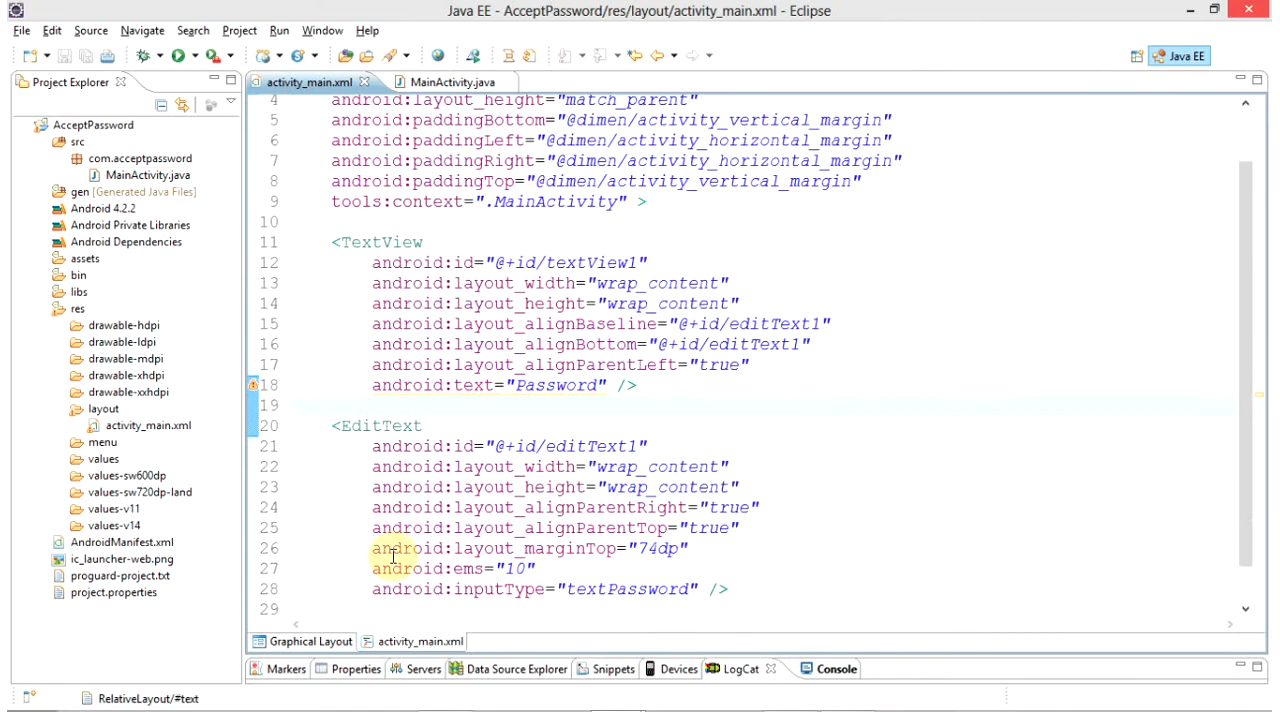 Java EE - AcceptPassword/res/layout/activity_main.xml - Eclipse
File Edit Source Navigate Search Project Run Window Help
Java EE
Project Explorer
activity_main.xml
MainActivity.java
AcceptPassword
src
com.acceptpassword
MainActivity.java
gen [Generated Java Files]
Android 4.2.2
Android Private Libraries
Android Dependencies
assets
bin
libs
res
drawable-hdpi
drawable-ldpi
drawable-mdpi
drawable-xhdpi
drawable-xxhdpi
layout
activity_main.xml
menu
values
values-sw600dp
values-sw720dp-land
values-v11
values-v14
AndroidManifest.xml
ic_launcher-web.png
proguard-project.txt
project.properties
4 android:layout_height="match_parent"
5 android:paddingBottom="@dimen/activity_vertical_margin"
6 android:paddingLeft="@dimen/activity_horizontal_margin"
7 android:paddingRight="@dimen/activity_horizontal_margin"
8 android:paddingTop="@dimen/activity_vertical_margin"
9 tools:context=".MainActivity" >
10
11 <TextView
12 android:id="@+id/textView1"
13 android:layout_width="wrap_content"
14 android:layout_height="wrap_content"
15 android:layout_alignBaseline="@+id/editText1"
16 android:layout_alignBottom="@+id/editText1"
17 android:layout_alignParentLeft="true"
18 android:text="Password" />
19
20 <EditText
21 android:id="@+id/editText1"
22 android:layout_width="wrap_content"
23 android:layout_height="wrap_content"
24 android:layout_alignParentRight="true"
25 android:layout_alignParentTop="true"
26 android:layout_marginTop="74dp"
27 android:ems="10"
28 android:inputType="textPassword" />
29
Graphical Layout activity_main.xml
Markers Properties Servers Data Source Explorer Snippets Devices LogCat Console
RelativeLayout/#text